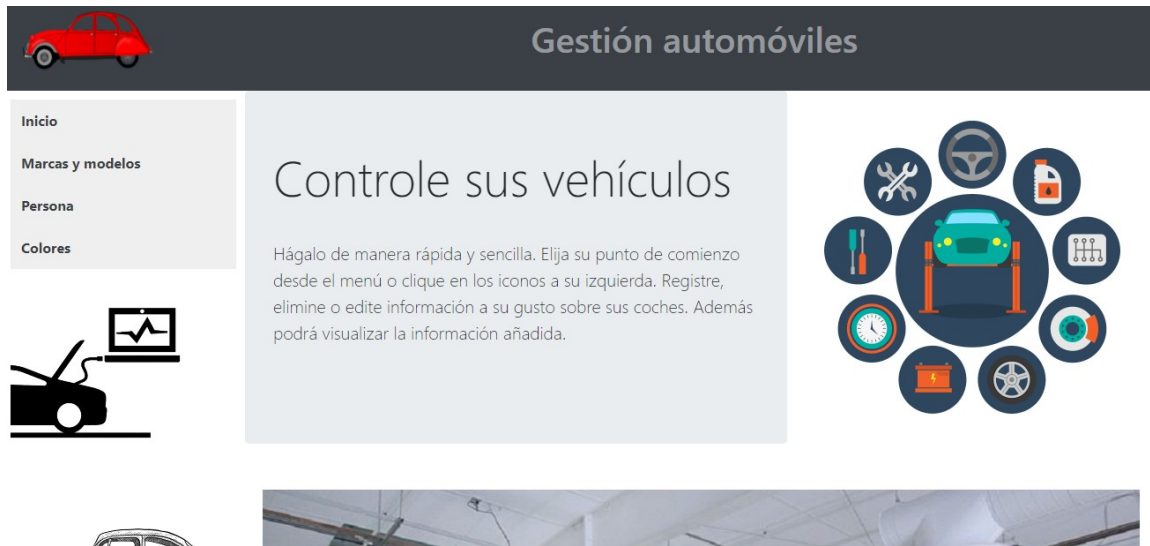 Gestión automóviles
Inicio
Marcas y modelos
Persona
Colores
Controle sus vehículos
Hágalo de manera rápida y sencilla. Elija su punto de comienzo
desde el menú o clique en los iconos a su izquierda. Registre,
elimine o edite información a su gusto sobre sus coches. Además
podrá visualizar la información añadida.